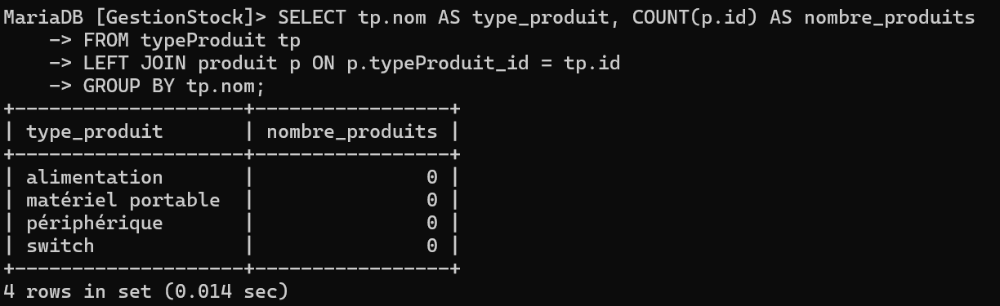 MariaDB [GestionStock]> SELECT tp.nom AS type_produit, COUNT(p.id) AS nombre_produits
    -> FROM typeProduit tp
    -> LEFT JOIN produit p ON p.typeProduit_id = tp.id
    -> GROUP BY tp.nom;
+--------------------+-----------------+
| type_produit       | nombre_produits |
+--------------------+-----------------+
| alimentation       |               0 |
| matériel portable  |               0 |
| périphérique       |               0 |
| switch             |               0 |
+--------------------+-----------------+
4 rows in set (0.014 sec)